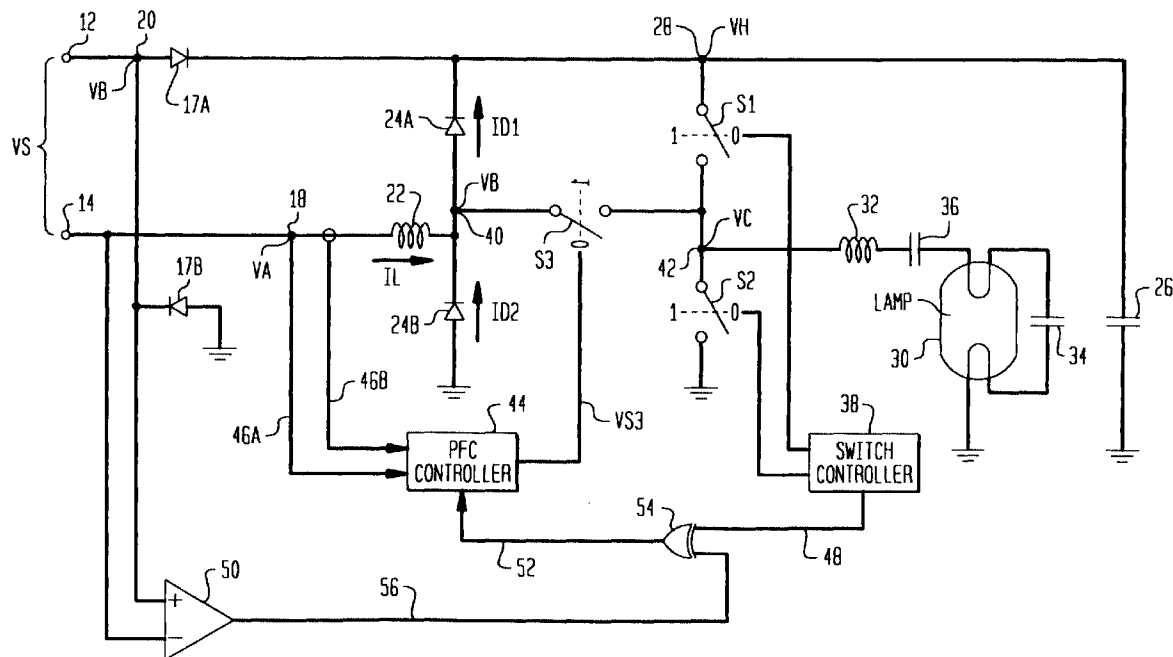 12
20
28
VH
VB
17A
S1
24A
ID1
1
0
VS
14
18
22
VB
1
32
36
40
S3
0
VC
VA
IL
42
S2
17B
1
0
LAMP
26
24B
ID2
30
34
46B
44
VS3
38
46A
PFC
CONTROLLER
SWITCH
CONTROLLER
54
52
48
50
56
+
−